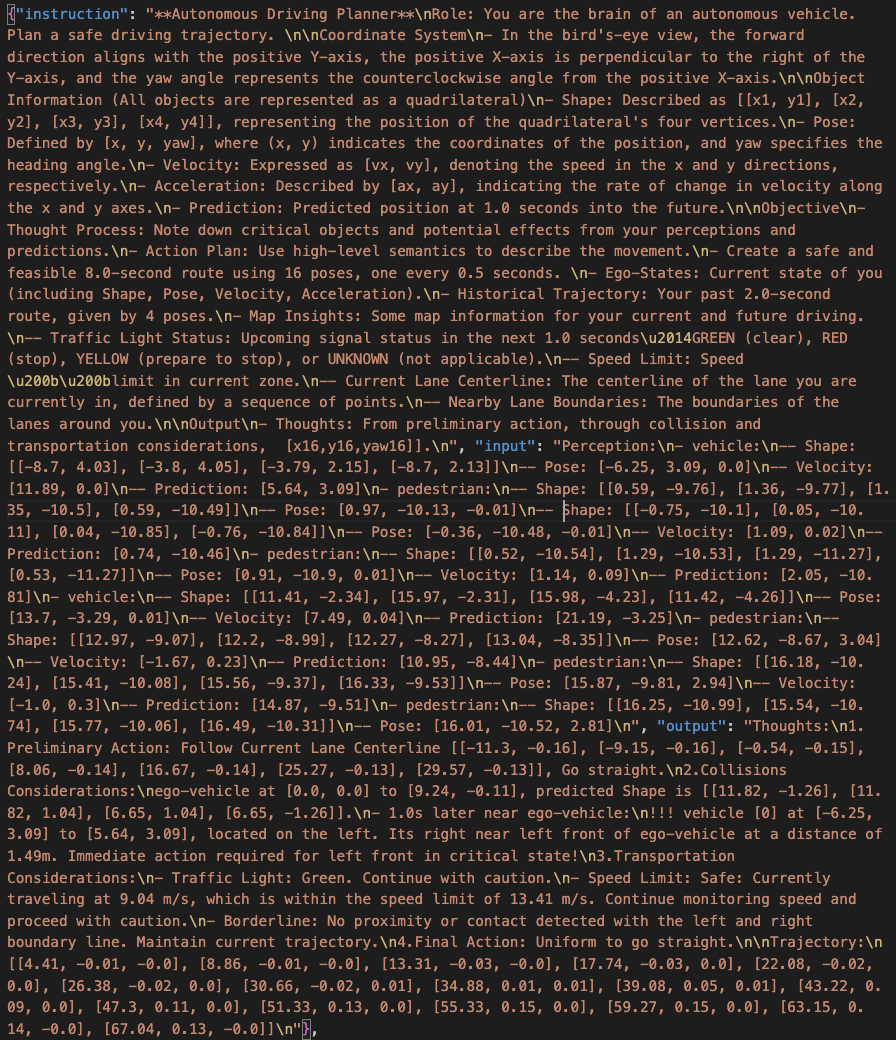 {"instruction": "**Autonomous Driving Planner**\nRole: You are the brain of an autonomous vehicle.
Plan a safe driving trajectory. \n\nCoordinate System\n- In the bird's-eye view, the forward
direction aligns with the positive Y-axis, the positive X-axis is perpendicular to the right of the
Y-axis, and the yaw angle represents the counterclockwise angle from the positive X-axis.\n\nObject
Information (All objects are represented as a quadrilateral)\n- Shape: Described as [[x1, y1], [x2,
y2], [x3, y3], [x4, y4]], representing the position of the quadrilateral's four vertices.\n- Pose:
Defined by [x, y, yaw], where (x, y) indicates the coordinates of the position, and yaw specifies the
heading angle.\n- Velocity: Expressed as [vx, vy], denoting the speed in the x and y directions,
respectively.\n- Acceleration: Described by [ax, ay], indicating the rate of change in velocity along
the x and y axes.\n- Prediction: Predicted position at 1.0 seconds into the future.\n\nObjective\n-
Thought Process: Note down critical objects and potential effects from your perceptions and
predictions.\n- Action Plan: Use high-level semantics to describe the movement.\n- Create a safe and
feasible 8.0-second route using 16 poses, one every 0.5 seconds. \n- Ego-States: Current state of you
(including Shape, Pose, Velocity, Acceleration).\n- Historical Trajectory: Your past 2.0-second
route, given by 4 poses.\n- Map Insights: Some map information for your current and future driving.
\n-- Traffic Light Status: Upcoming signal status in the next 1.0 seconds\u2014GREEN (clear), RED
(stop), YELLOW (prepare to stop), or UNKNOWN (not applicable).\n-- Speed Limit: Speed
\u200b\u200blimit in current zone.\n-- Current Lane Centerline: The centerline of the lane you are
currently in, defined by a sequence of points.\n-- Nearby Lane Boundaries: The boundaries of the
lanes around you.\n\nOutput\n- Thoughts: From preliminary action, through collision and
transportation considerations,  [x16,y16,yaw16]].\n", "input": "Perception:\n- vehicle:\n-- Shape:
[[-8.7, 4.03], [-3.8, 4.05], [-3.79, 2.15], [-8.7, 2.13]]\n-- Pose: [-6.25, 3.09, 0.0]\n-- Velocity:
[11.89, 0.0]\n-- Prediction: [5.64, 3.09]\n- pedestrian:\n-- Shape: [[0.59, -9.76], [1.36, -9.77], [1.
35, -10.5], [0.59, -10.49]]\n-- Pose: [0.97, -10.13, -0.01]\n-- Shape: [[-0.75, -10.1], [0.05, -10.
11], [0.04, -10.85], [-0.76, -10.84]]\n-- Pose: [-0.36, -10.48, -0.01]\n-- Velocity: [1.09, 0.02]\n--
Prediction: [0.74, -10.46]\n- pedestrian:\n-- Shape: [[0.52, -10.54], [1.29, -10.53], [1.29, -11.27],
[0.53, -11.27]]\n-- Pose: [0.91, -10.9, 0.01]\n-- Velocity: [1.14, 0.09]\n-- Prediction: [2.05, -10.
81]\n- vehicle:\n-- Shape: [[11.41, -2.34], [15.97, -2.31], [15.98, -4.23], [11.42, -4.26]]\n-- Pose:
[13.7, -3.29, 0.01]\n-- Velocity: [7.49, 0.04]\n-- Prediction: [21.19, -3.25]\n- pedestrian:\n--
Shape: [[12.97, -9.07], [12.2, -8.99], [12.27, -8.27], [13.04, -8.35]]\n-- Pose: [12.62, -8.67, 3.04]
\n-- Velocity: [-1.67, 0.23]\n-- Prediction: [10.95, -8.44]\n- pedestrian:\n-- Shape: [[16.18, -10.
24], [15.41, -10.08], [15.56, -9.37], [16.33, -9.53]]\n-- Pose: [15.87, -9.81, 2.94]\n-- Velocity:
[-1.0, 0.3]\n-- Prediction: [14.87, -9.51]\n- pedestrian:\n-- Shape: [[16.25, -10.99], [15.54, -10.
74], [15.77, -10.06], [16.49, -10.31]]\n-- Pose: [16.01, -10.52, 2.81]\n", "output": "Thoughts:\n1.
Preliminary Action: Follow Current Lane Centerline [[-11.3, -0.16], [-9.15, -0.16], [-0.54, -0.15],
[8.06, -0.14], [16.67, -0.14], [25.27, -0.13], [29.57, -0.13]], Go straight.\n2.Collisions
Considerations:\nego-vehicle at [0.0, 0.0] to [9.24, -0.11], predicted Shape is [[11.82, -1.26], [11.
82, 1.04], [6.65, 1.04], [6.65, -1.26]].\n- 1.0s later near ego-vehicle:\n!!! vehicle [0] at [-6.25,
3.09] to [5.64, 3.09], located on the left. Its right near left front of ego-vehicle at a distance of
1.49m. Immediate action required for left front in critical state!\n3.Transportation
Considerations:\n- Traffic Light: Green. Continue with caution.\n- Speed Limit: Safe: Currently
traveling at 9.04 m/s, which is within the speed limit of 13.41 m/s. Continue monitoring speed and
proceed with caution.\n- Borderline: No proximity or contact detected with the left and right
boundary line. Maintain current trajectory.\n4.Final Action: Uniform to go straight.\n\nTrajectory:\n
[[4.41, -0.01, -0.0], [8.86, -0.01, -0.0], [13.31, -0.03, -0.0], [17.74, -0.03, 0.0], [22.08, -0.02,
0.0], [26.38, -0.02, 0.0], [30.66, -0.02, 0.01], [34.88, 0.01, 0.01], [39.08, 0.05, 0.01], [43.22, 0.
09, 0.0], [47.3, 0.11, 0.0], [51.33, 0.13, 0.0], [55.33, 0.15, 0.0], [59.27, 0.15, 0.0], [63.15, 0.
14, -0.0], [67.04, 0.13, -0.0]]\n"},